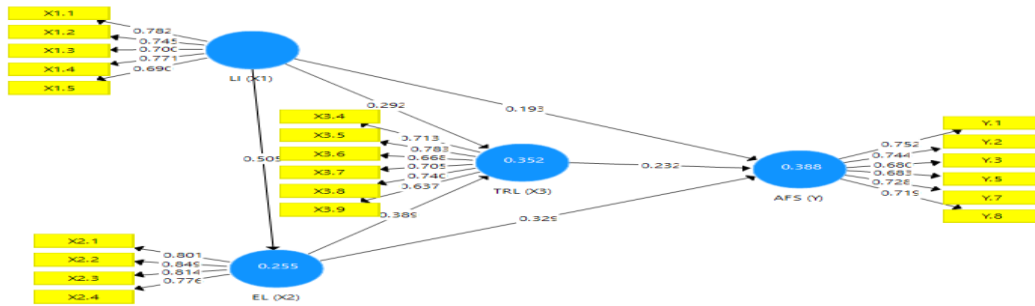 X1.1
X1.2
X1.3
X1.4
X1.5
0.782
0.745
0.700
0.771
0.690
LI (X1)
0.292
0.193
0.505
X3.4
X3.5
X3.6
X3.7
X3.8
X3.9
0.713
0.783
0.668
0.705
0.740
0.637
0.352
TRL (X3)
0.232
0.388
AFS (Y)
0.752
0.744
0.680
0.683
0.728
0.719
Y.1
Y.2
Y.3
Y.5
Y.7
Y.8
0.389
0.329
X2.1
X2.2
X2.3
X2.4
0.801
0.849
0.814
0.776
0.255
EL (X2)